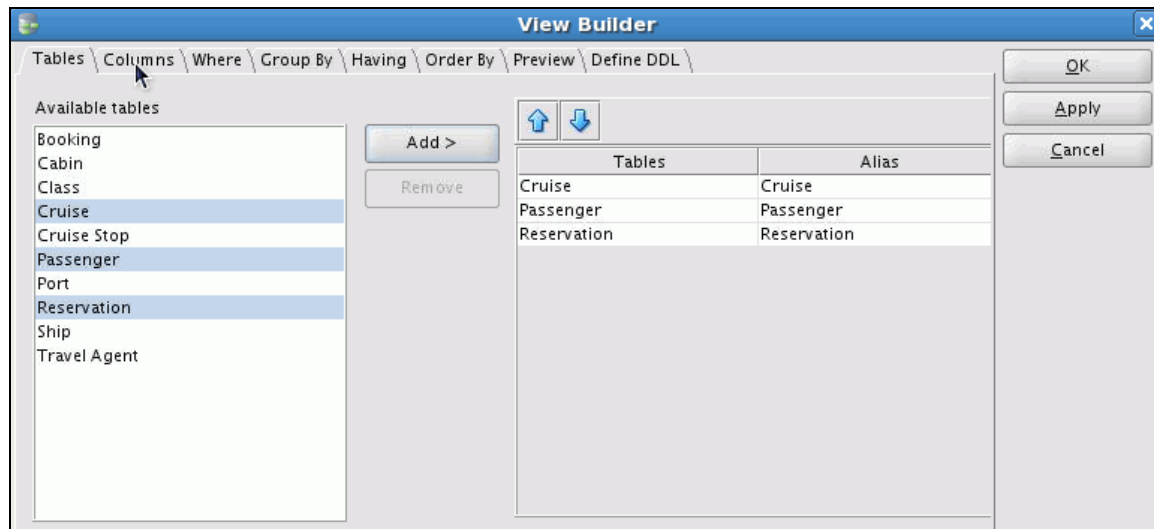 View Builder
Tables Columns Where Group By Having Order By Preview Define DDL
OK
Apply
Cancel
Available tables
Booking
Cabin
Class
Cruise
Cruise Stop
Passenger
Port
Reservation
Ship
Travel Agent
Add >
Remove
Tables Alias
Cruise Cruise
Passenger Passenger
Reservation Reservation